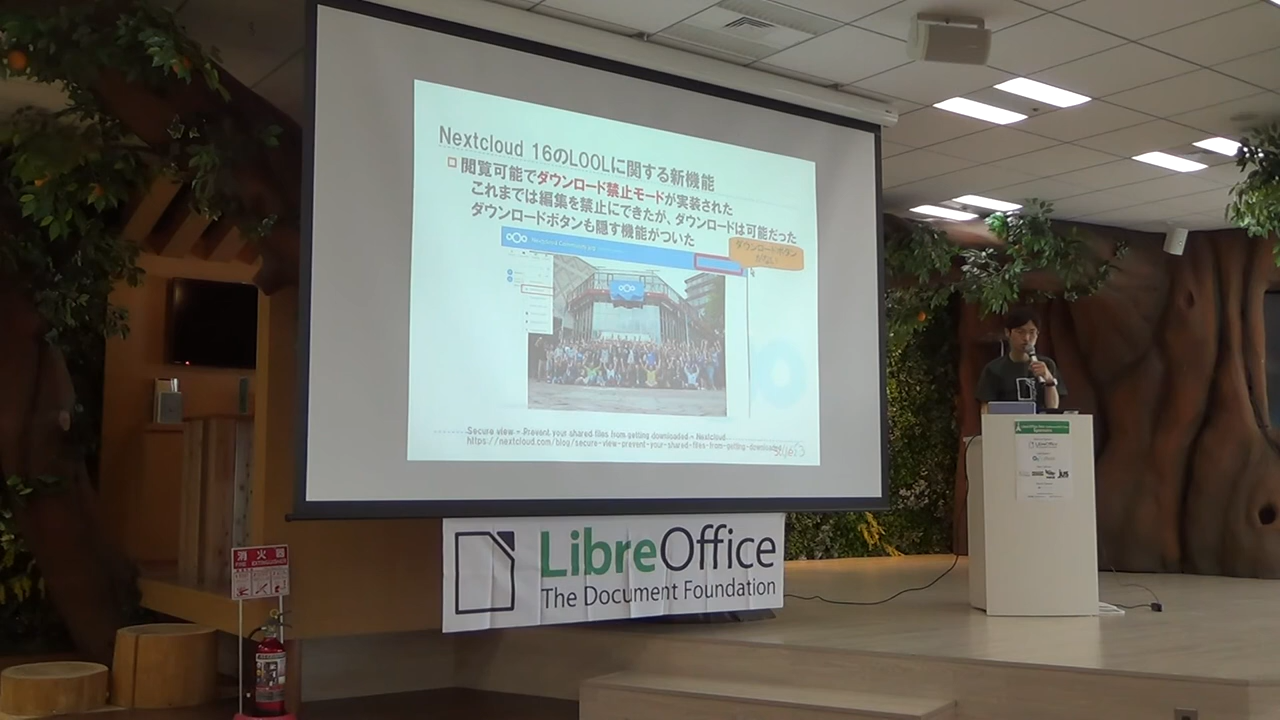 Nextcloud 16のLOOLに関する新機能
閲覧可能でダウンロード禁止モードが実装された
これまでは編集を禁止にできたが、ダウンロードは可能だった
ダウンロードボタンも隠す機能がついた
ダウンロードボタン
がない
Secure view - Prevent your shared files from getting downloaded - Nextcloud
https://nextcloud.com/blog/secure-view-prevent-your-shared-files-from-getting-downloaded/
LibreOffice
The Document Foundation
消火器
FIRE EXTINGUISHER